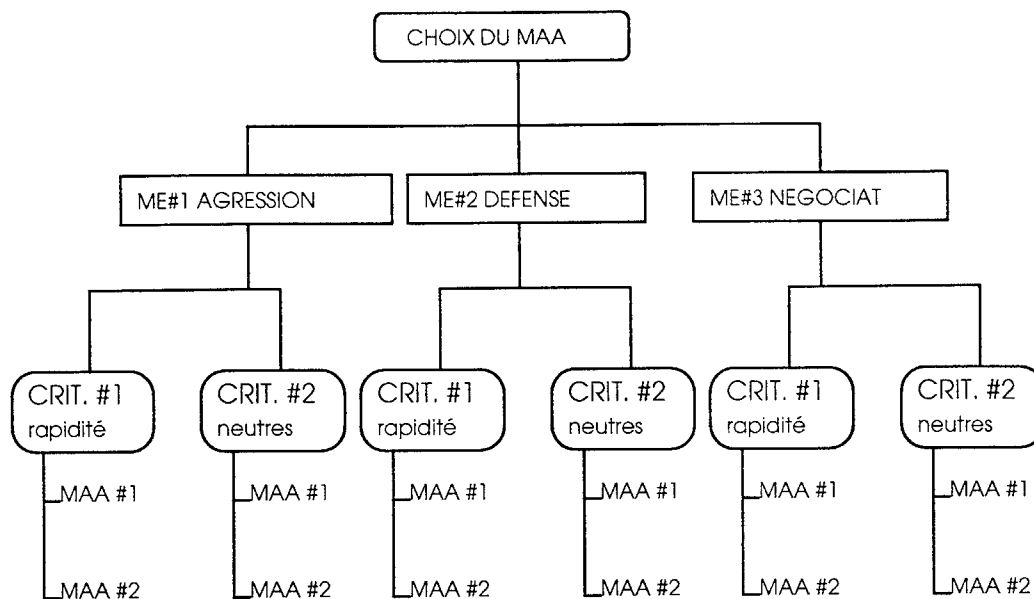 CHOIX DU MAA
ME#1 AGRESSION
ME#2 DEFENSE
ME#3 NEGOCIAT
CRIT. #1
rapidité
CRIT. #2
neutres
CRIT. #1
rapidité
CRIT. #2
neutres
CRIT. #1
rapidité
CRIT. #2
neutres
MAA #1
MAA #1
MAA #1
MAA #1
MAA #1
MAA #1
MAA #2
MAA #2
MAA #2
MAA #2
MAA #2
MAA #2